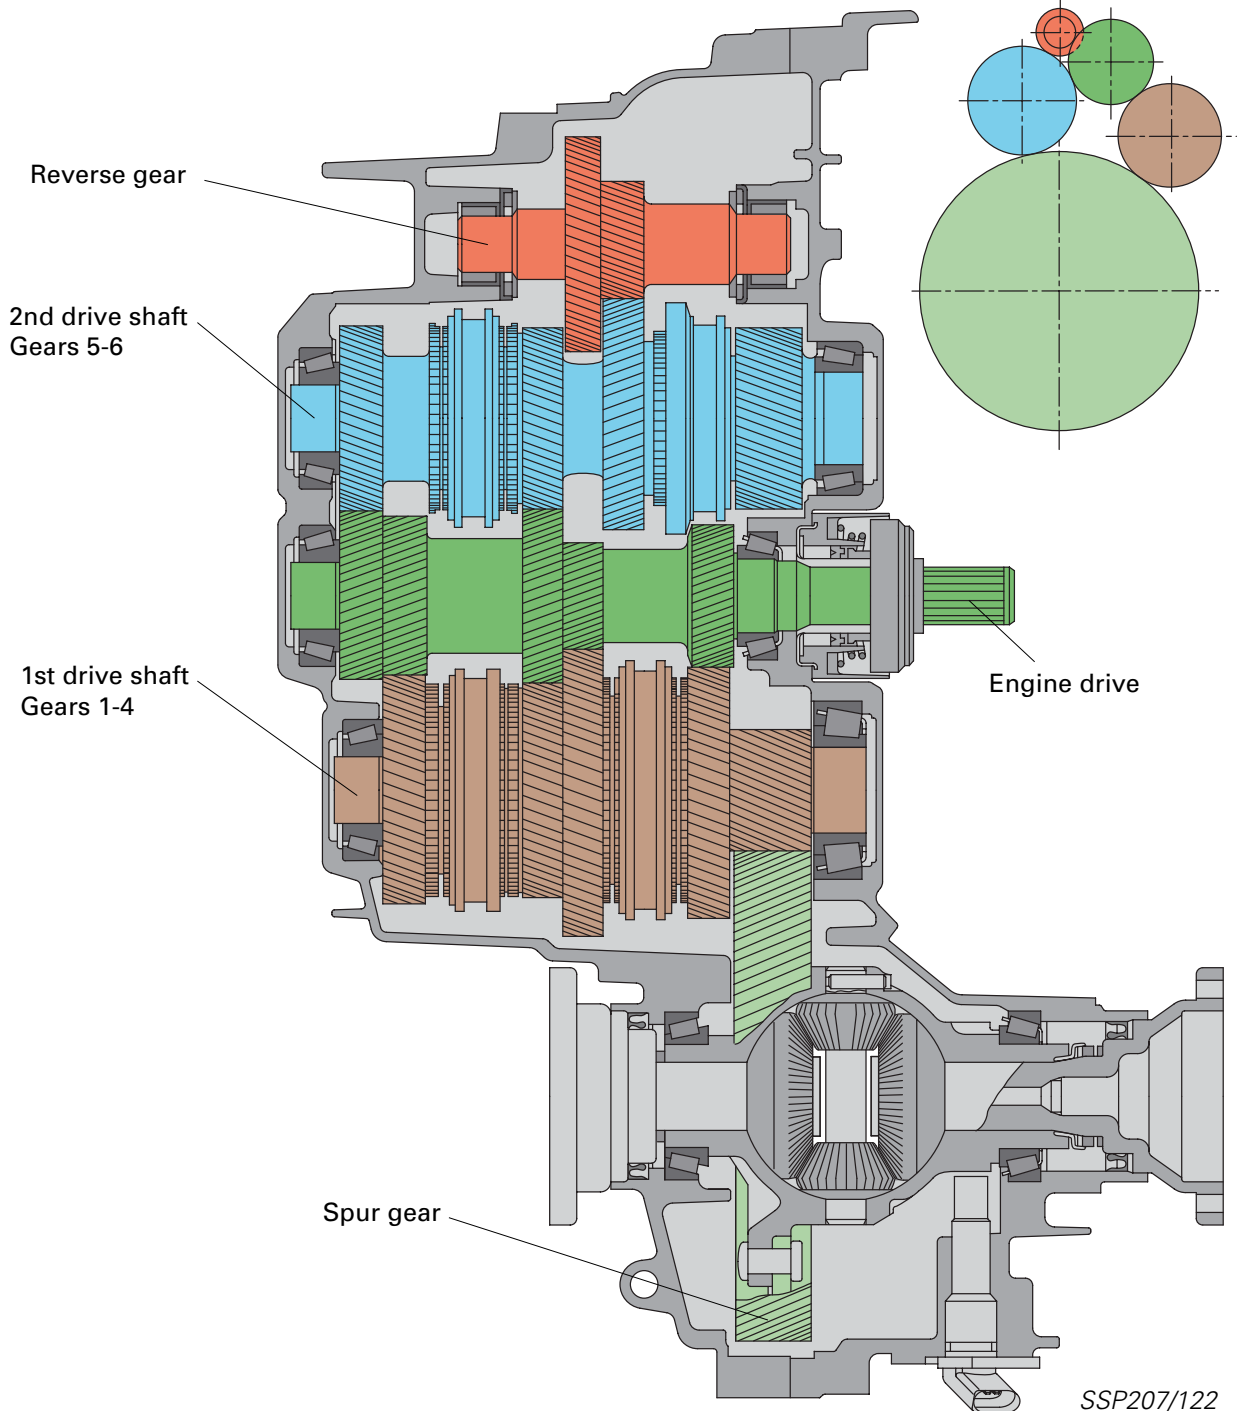 Reverse gear
2nd drive shaft
Gears 5-6
1st drive shaft
Gears 1-4
Engine drive
Spur gear
SSP207/122